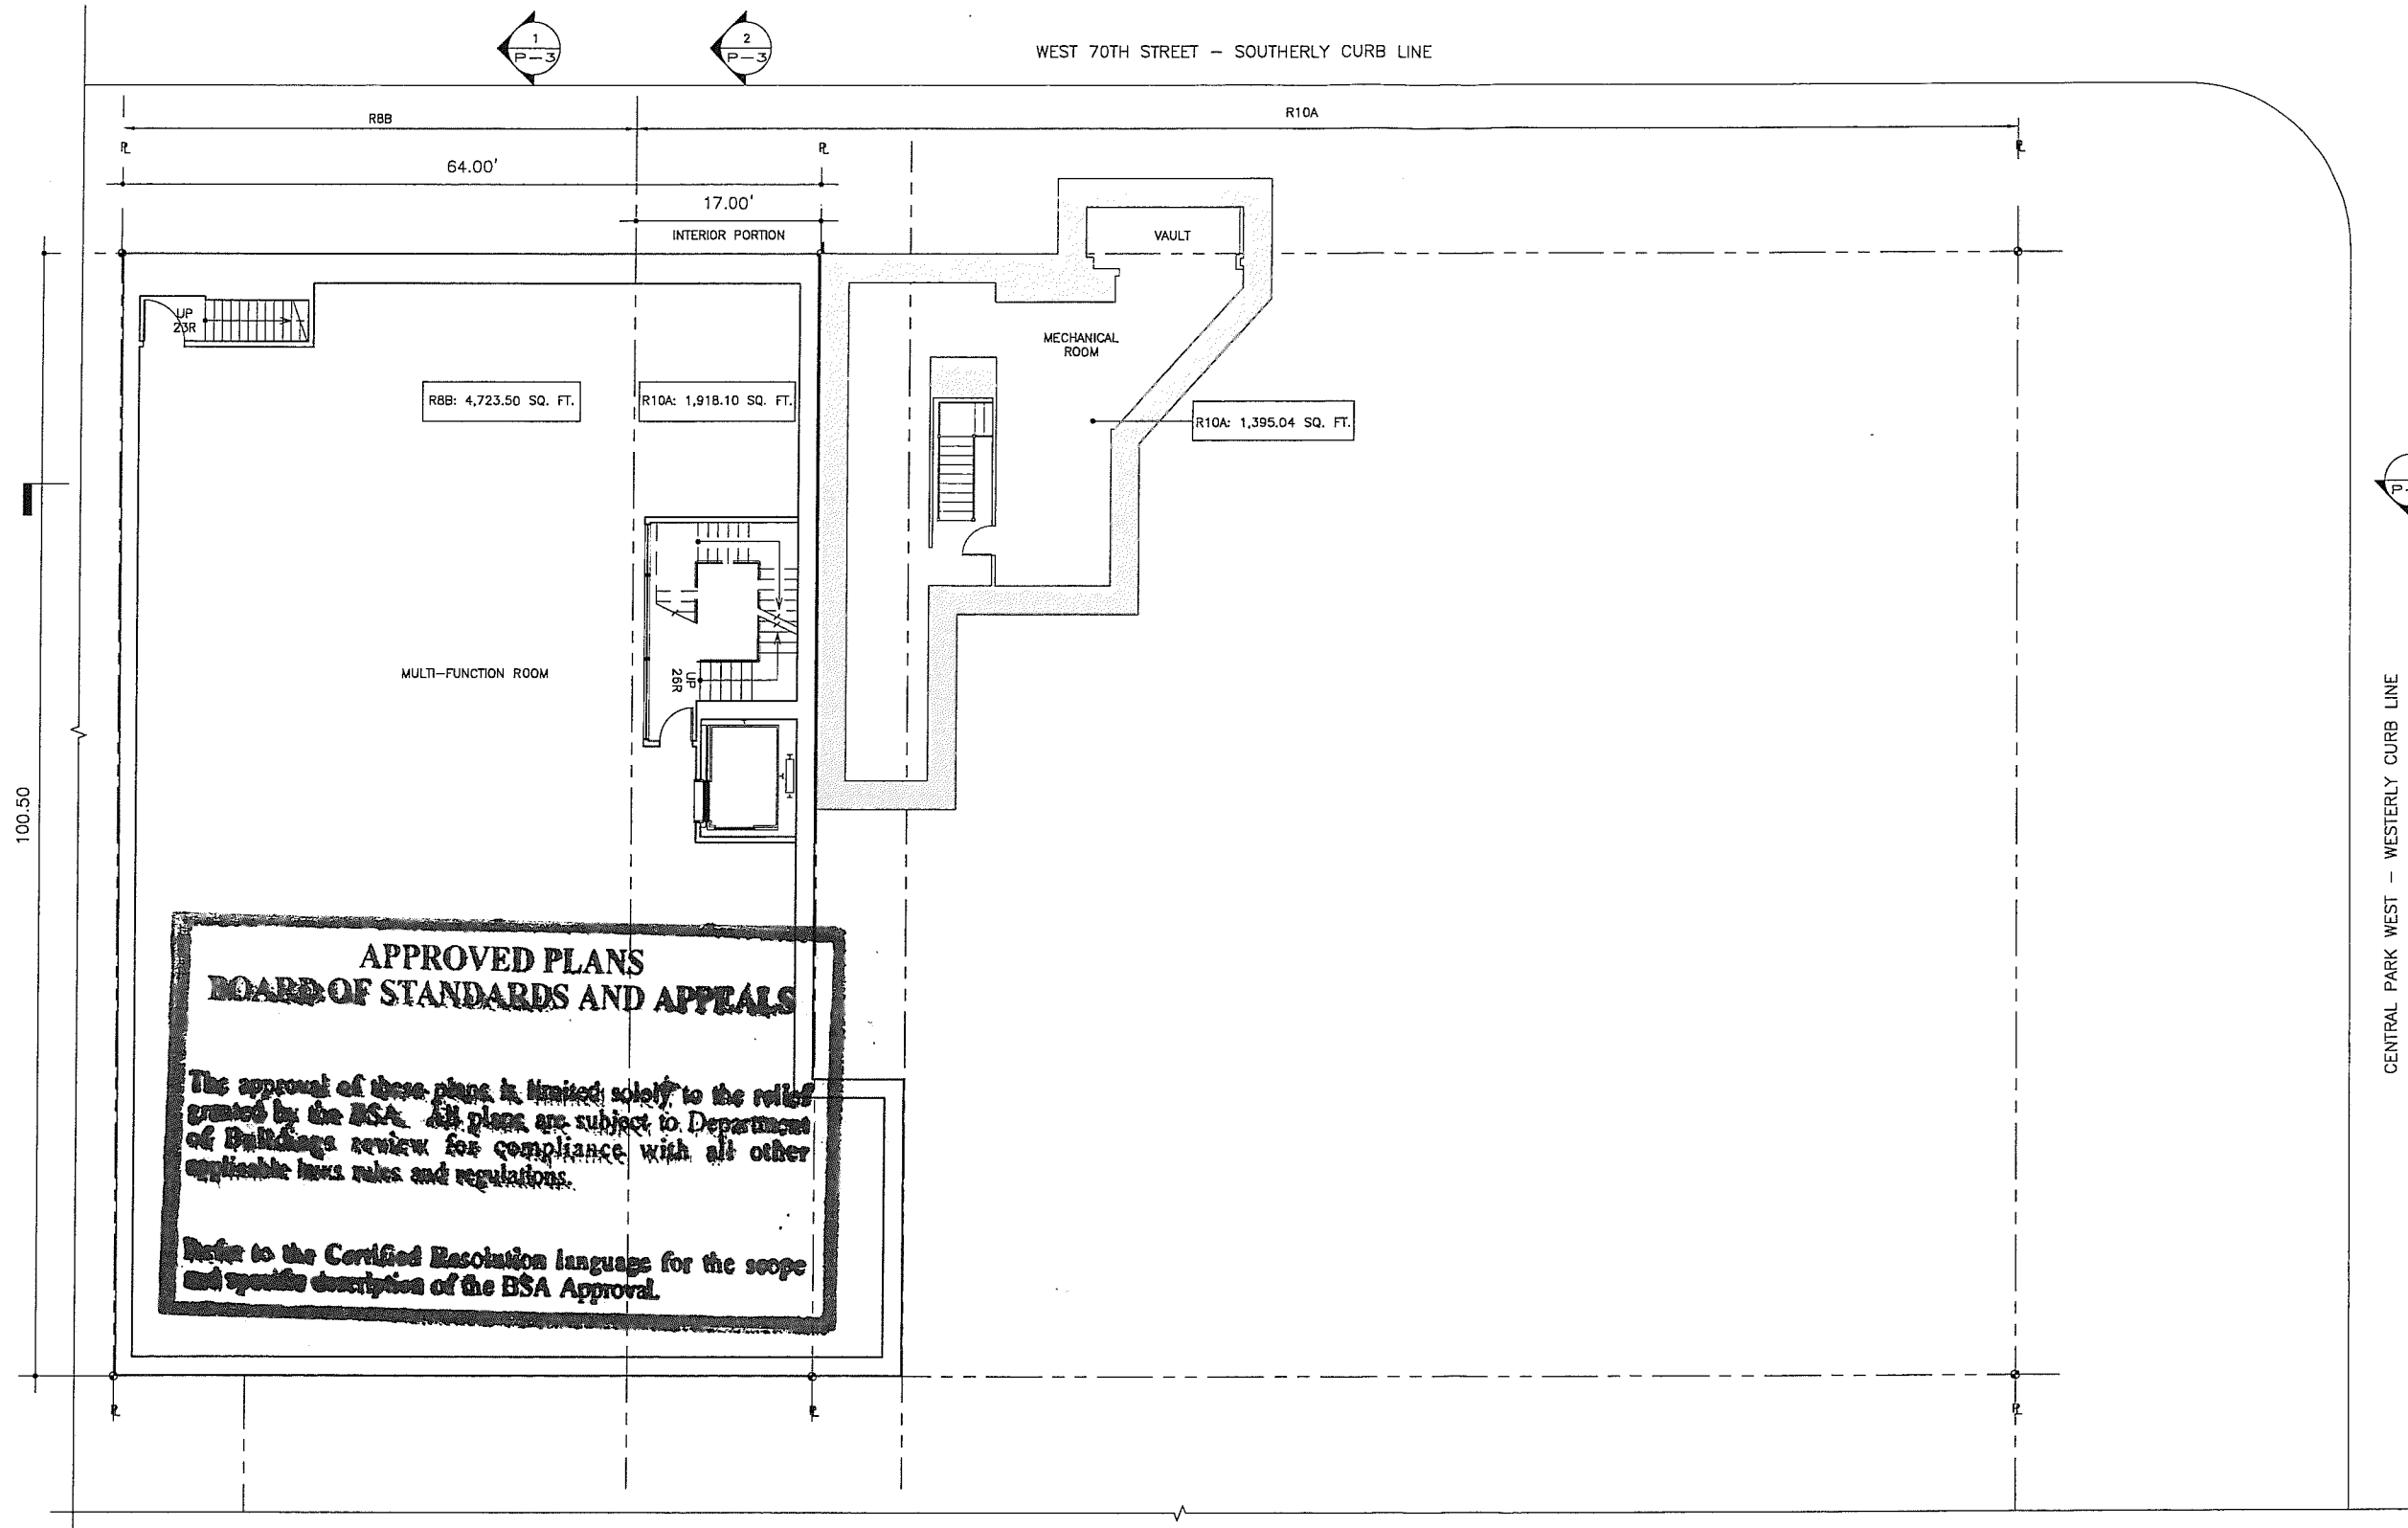 1
P-3
2
P-3
WEST 70TH STREET - SOUTHERLY CURB LINE
R8B
R10A
64.00'
17.00'
INTERIOR PORTION
VAULT
UP
23R
MECHANICAL
ROOM
R8B: 4,723.50 SQ. FT.
R10A: 1,918.10 SQ. FT.
R10A: 1,395.04 SQ. FT.
MULTI-FUNCTION ROOM
UP
26R
100.50
CENTRAL PARK WEST - WESTERLY CURB LINE
APPROVED PLANS
BOARD OF STANDARDS AND APPEALS
The approval of these plans is limited solely to the relief
granted by the BSA. All plans are subject to Department
of Buildings review for compliance with all other
applicable laws rules and regulations.
Refer to the Certified Resolution language for the scope
and specific description of the BSA Approval.